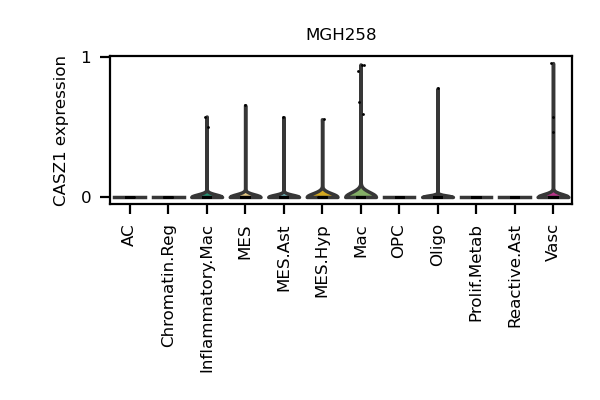 MGH258
CASZ1 expression
1
0
AC
Chromatin.Reg
Inflammatory.Mac
MES
MES.Ast
MES.Hyp
Mac
OPC
Oligo
Prolif.Metab
Reactive.Ast
Vasc